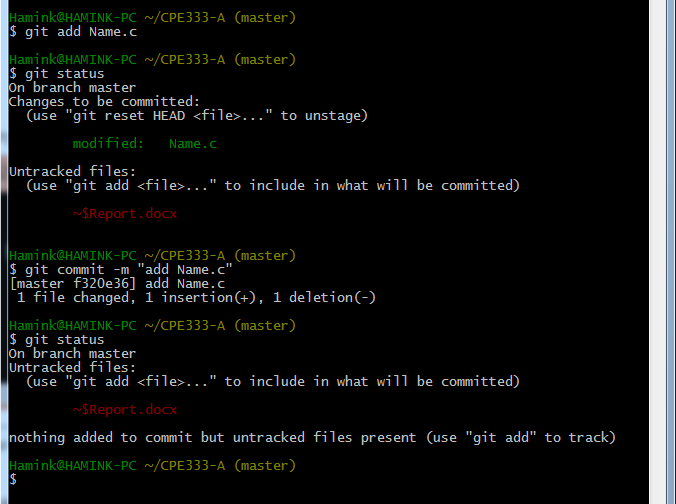 Hamink@HAMINK-PC ~/CPE333-A (master)
$ git add Name.c
Hamink@HAMINK-PC ~/CPE333-A (master)
$ git status
On branch master
Changes to be committed:
(use "git reset HEAD <file>..." to unstage)
modified:   Name.c
Untracked files:
(use "git add <file>..." to include in what will be committed)
~$Report.docx
Hamink@HAMINK-PC ~/CPE333-A (master)
$ git commit -m "add Name.c"
[master f320e36] add Name.c
1 file changed, 1 insertion(+), 1 deletion(-)
Hamink@HAMINK-PC ~/CPE333-A (master)
$ git status
On branch master
Untracked files:
(use "git add <file>..." to include in what will be committed)
~$Report.docx
nothing added to commit but untracked files present (use "git add" to track)
Hamink@HAMINK-PC ~/CPE333-A (master)
$